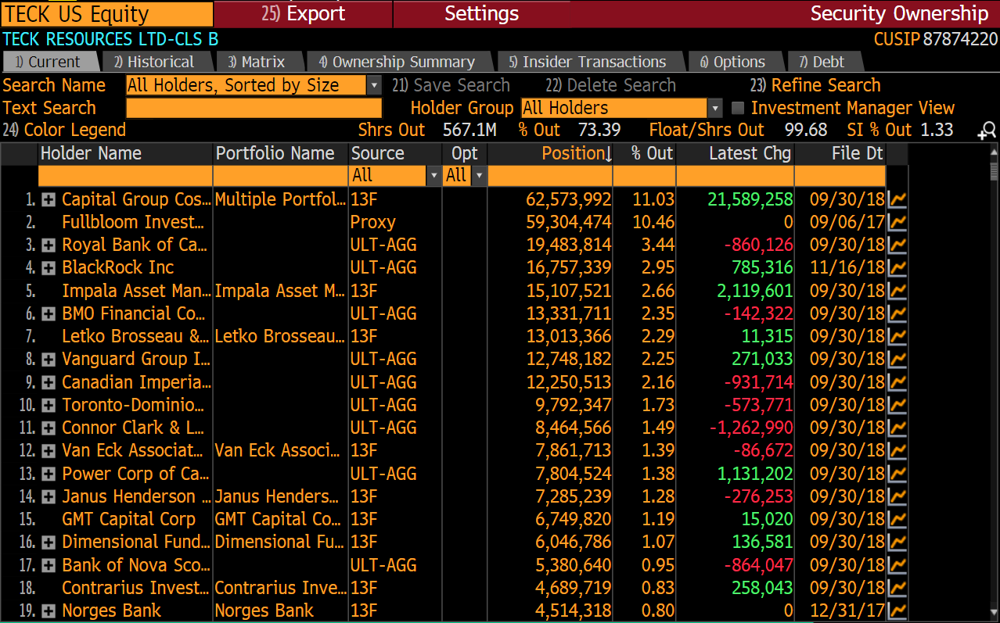 TECK US Equity 25) Export Settings Security Ownership
TECK RESOURCES LTD-CLS B CUSIP 87874220
1) Current 2) Historical 3) Matrix 4) Ownership Summary 5) Insider Transactions 6) Options 7) Debt
Search Name All Holders, Sorted by Size 21) Save Search 22) Delete Search 23) Refine Search
Text Search Holder Group All Holders Investment Manager View
24) Color Legend Shrs Out 567.1M % Out 73.39 Float/Shrs Out 99.68 SI % Out 1.33
Holder Name Portfolio Name Source Opt Position↓ % Out Latest Chg File Dt
All All
1. Capital Group Cos... Multiple Portfol... 13F 62,573,992 11.03 21,589,258 09/30/18
2. Fullbloom Invest... Proxy 59,304,474 10.46 0 09/06/17
3. Royal Bank of Ca... ULT-AGG 19,483,814 3.44 -860,126 09/30/18
4. BlackRock Inc ULT-AGG 16,757,339 2.95 785,316 11/16/18
5. Impala Asset Man... Impala Asset M... 13F 15,107,521 2.66 2,119,601 09/30/18
6. BMO Financial Co... ULT-AGG 13,331,711 2.35 -142,322 09/30/18
7. Letko Brosseau &... Letko Brosseau... 13F 13,013,366 2.29 11,315 09/30/18
8. Vanguard Group I... ULT-AGG 12,748,182 2.25 271,033 09/30/18
9. Canadian Imperia... ULT-AGG 12,250,513 2.16 -931,714 09/30/18
10. Toronto-Dominio... ULT-AGG 9,792,347 1.73 -573,771 09/30/18
11. Connor Clark & L... ULT-AGG 8,464,566 1.49 -1,262,990 09/30/18
12. Van Eck Associat... Van Eck Associ... 13F 7,861,713 1.39 -86,672 09/30/18
13. Power Corp of Ca... ULT-AGG 7,804,524 1.38 1,131,202 09/30/18
14. Janus Henderson ... Janus Henders... 13F 7,285,239 1.28 -276,253 09/30/18
15. GMT Capital Corp GMT Capital Co... 13F 6,749,820 1.19 15,020 09/30/18
16. Dimensional Fund... Dimensional Fu... 13F 6,046,786 1.07 136,581 09/30/18
17. Bank of Nova Sco... ULT-AGG 5,380,640 0.95 -864,047 09/30/18
18. Contrarius Invest... Contrarius Inve... 13F 4,689,719 0.83 258,043 09/30/18
19. Norges Bank Norges Bank 13F 4,514,318 0.80 0 12/31/17